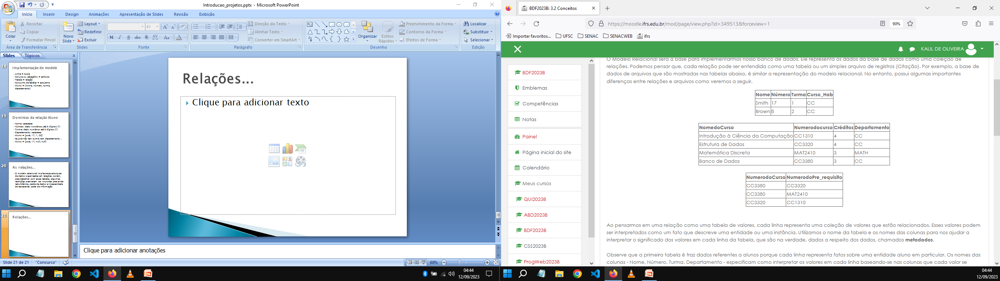 Introducao_projetos.pptx - Microsoft PowerPoint
Início Inserir Design Animações Apresentação de Slides Revisão Exibição
Colar
Recortar
Copiar
Formatar Pincel
Área de Transferência
Novo Slide
Layout
Redefinir
Excluir
Slides
41
N I S abc S AV Aa A
Fonte
Direção do Texto
Alinhar Texto
Converter em SmartArt
Parágrafo
Organizar
Estilos Rápidos
Preenchimento da Forma
Contorno da Forma
Efeitos de Forma
Desenho
Localizar
Substituir
Selecionar
Edição
Slides Tópicos
18
Implementação do modelo
Linha = tupla
Coluna ou cabeçalho = atributo
Tabela = relação
Conjunto de tabelas = esquema
Aluno = {nome, número, turma, departamento}
19
Domínios da relação Aluno
Nome: caracteres
Número: dado numéricos até 5 dígitos (?)
Turma: dado numérico até 5 dígitos (?)
Departamento: caracteres
Aluno = {José, 17, 1, CC}
Se José não tem turma nem departamento...
Aluno = {José, 17, null, null}
20
As relações...
O modelo relacional implementa estruturas de dados organizadas em relações, porém, para trabalhar com essas tabelas, algumas restrições precisaram ser impostas para evitar redundância, perda de dados e incapacidade de representar parte da informação.
21
Relações...
Relações...
Clique para adicionar texto
Clique para adicionar anotações
Slide 21 de 21 "Concurso" 68%
04:44
12/09/2023
BDF2023B: 3.2 Conceitos
https://moodle.ifrs.edu.br/mod/page/view.php?id=349513&forceview=1
90%
Importar favoritos... UFSC SENAC SENACWEB ifrs
KALIL DE OLIVEIRA
BDF2023B
Emblemas
Competências
Notas
Painel
Página inicial do site
Calendário
Meus cursos
QUI2023B
ABD2023B
BDF2023B
CSS2023B
ProgWeb2023B
O Modelo Relacional será a base para implementarmos nosso banco de dados. Ele representa os dados da base de dados como uma coleção de
relações. Podemos pensar que, cada relação pode ser entendida como uma tabela ou um simples arquivo de registros (Citação). Por exemplo, a base de
dados de arquivos que são mostradas nas tabelas abaixo, é similar a representação do modelo relacional. No entanto, possui algumas importantes
diferenças entre relações e arquivos como veremos a seguir.
Nome Número Turma Curso_Hab
Smith 17 1 CC
Brown 8 2 CC
NomedoCurso Numerodocurso Créditos Departamento
Introdução à Ciência da Computação CC1310 4 CC
Estrutura de Dados CC3320 4 CC
Matemática Discreta MAT2410 3 MATH
Banco de Dados CC3380 3 CC
NumerodoCurso NumerodoPre_requisito
CC3380 CC3320
CC3380 MAT2410
CC3320 CC1310
Ao pensarmos em uma relação como uma tabela de valores, cada linha representa uma coleção de valores que estão relacionados. Esses valores podem
ser interpretados como um fato que descreve uma entidade ou uma instância. Utilizamos o nome da tabela e os nomes das colunas para nos ajudar a
interpretar o significado dos valores em cada linha da tabela, que são na verdade, dados a respeito dos dados, chamados metadados.
Observe que a primeira tabela é traz dados referentes a alunos porque cada linha representa fatos sobre uma entidade aluno em particular. Os nomes das
colunas - Nome, Número, Turma, Departamento - especificam como interpretar os valores em cada linha baseando-se nas colunas que cada valor se
04:44
12/09/2023